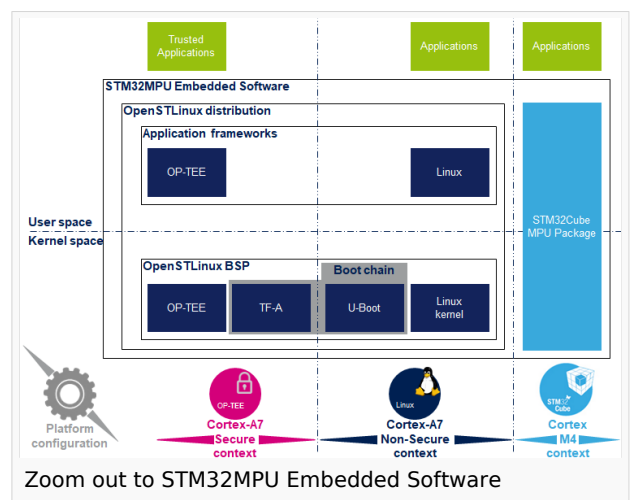 Trusted
Applications
Applications
Applications
STM32MPU Embedded Software
OpenSTLinux distribution
Application frameworks
OP-TEE
Linux
User space
Kernel space
STM32Cube
MPU Package
OpenSTLinux BSP
Boot chain
OP-TEE
TF-A
U-Boot
Linux
kernel
Platform
configuration
OP-TEE
Cortex-A7
Secure
context
Linux
Cortex-A7
Non-Secure
context
STM32
Cube
Cortex
M4
context
Zoom out to STM32MPU Embedded Software